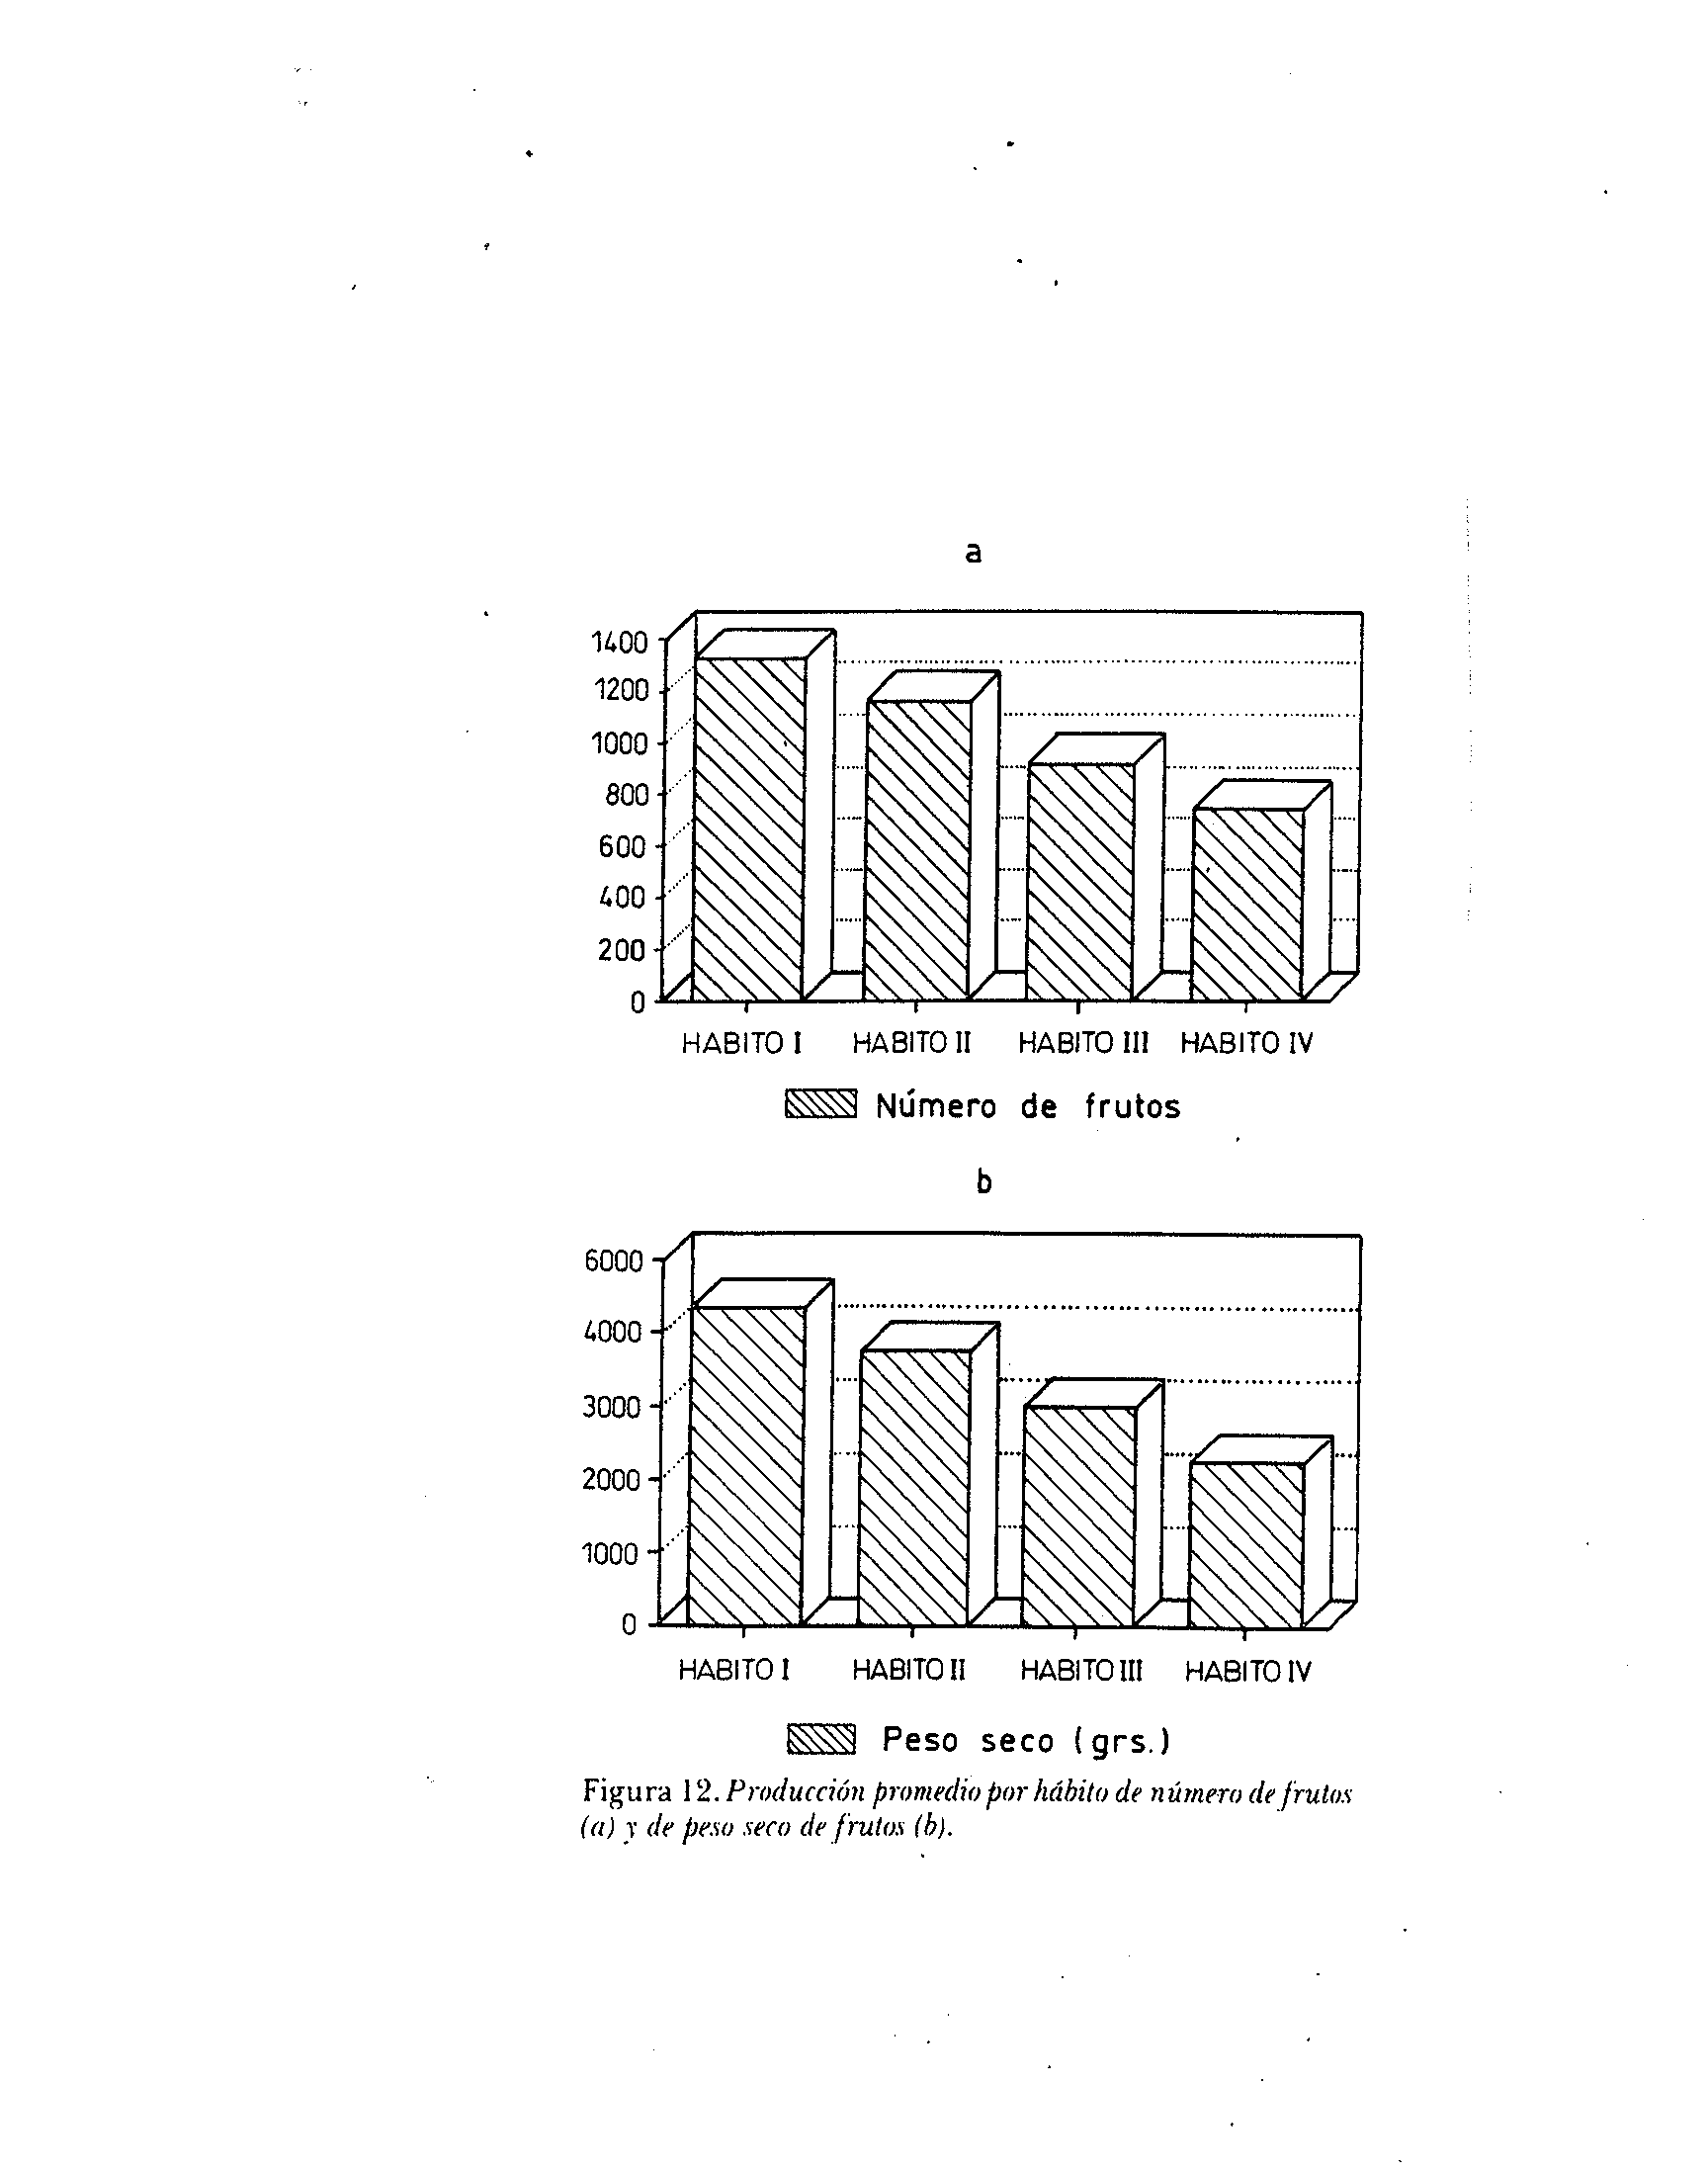 a
1400
1200
1000
800
600
400
200
0
HABITO I HABITO II HABITO III HABITO IV
Número de frutos
b
6000
4000
3000
2000
1000
0
HABITO I HABITO II HABITO III HABITO IV
Peso seco (grs.)
Figura 12. Producción promedio por hábito de número de frutos
(a) y de peso seco de frutos (b).